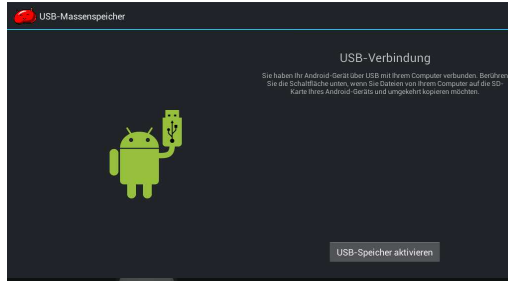 USB-Massenspeicher
USB-Verbindung
Sie haben Ihr Android-Gerät über USB mit Ihrem Computer verbunden. Berühren
Sie die Schaltfläche unten, wenn Sie Dateien von Ihrem Computer auf die SD-
Karte Ihres Android-Geräts und umgekehrt kopieren möchten.
USB-Speicher aktivieren